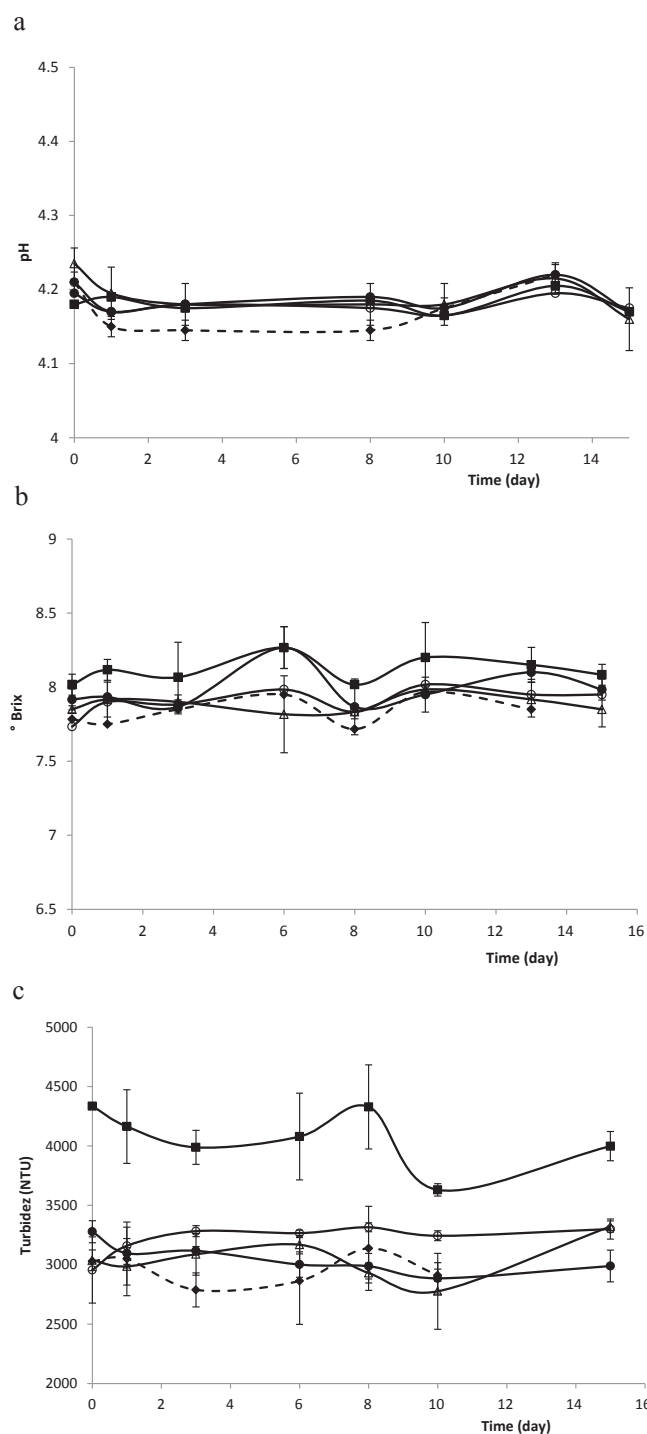 a
4.5
4.4
4.3
pH
4.2
4.1
4
0 2 4 6 8 10 12 14
Time (day)
b
9
8.5
8
° Brix
7.5
7
6.5
0 2 4 6 8 10 12 14 16
Time (day)
c
5000
4500
4000
Turbidez (NTU)
3500
3000
2500
2000
0 2 4 6 8 10 12 14 16
Time (day)